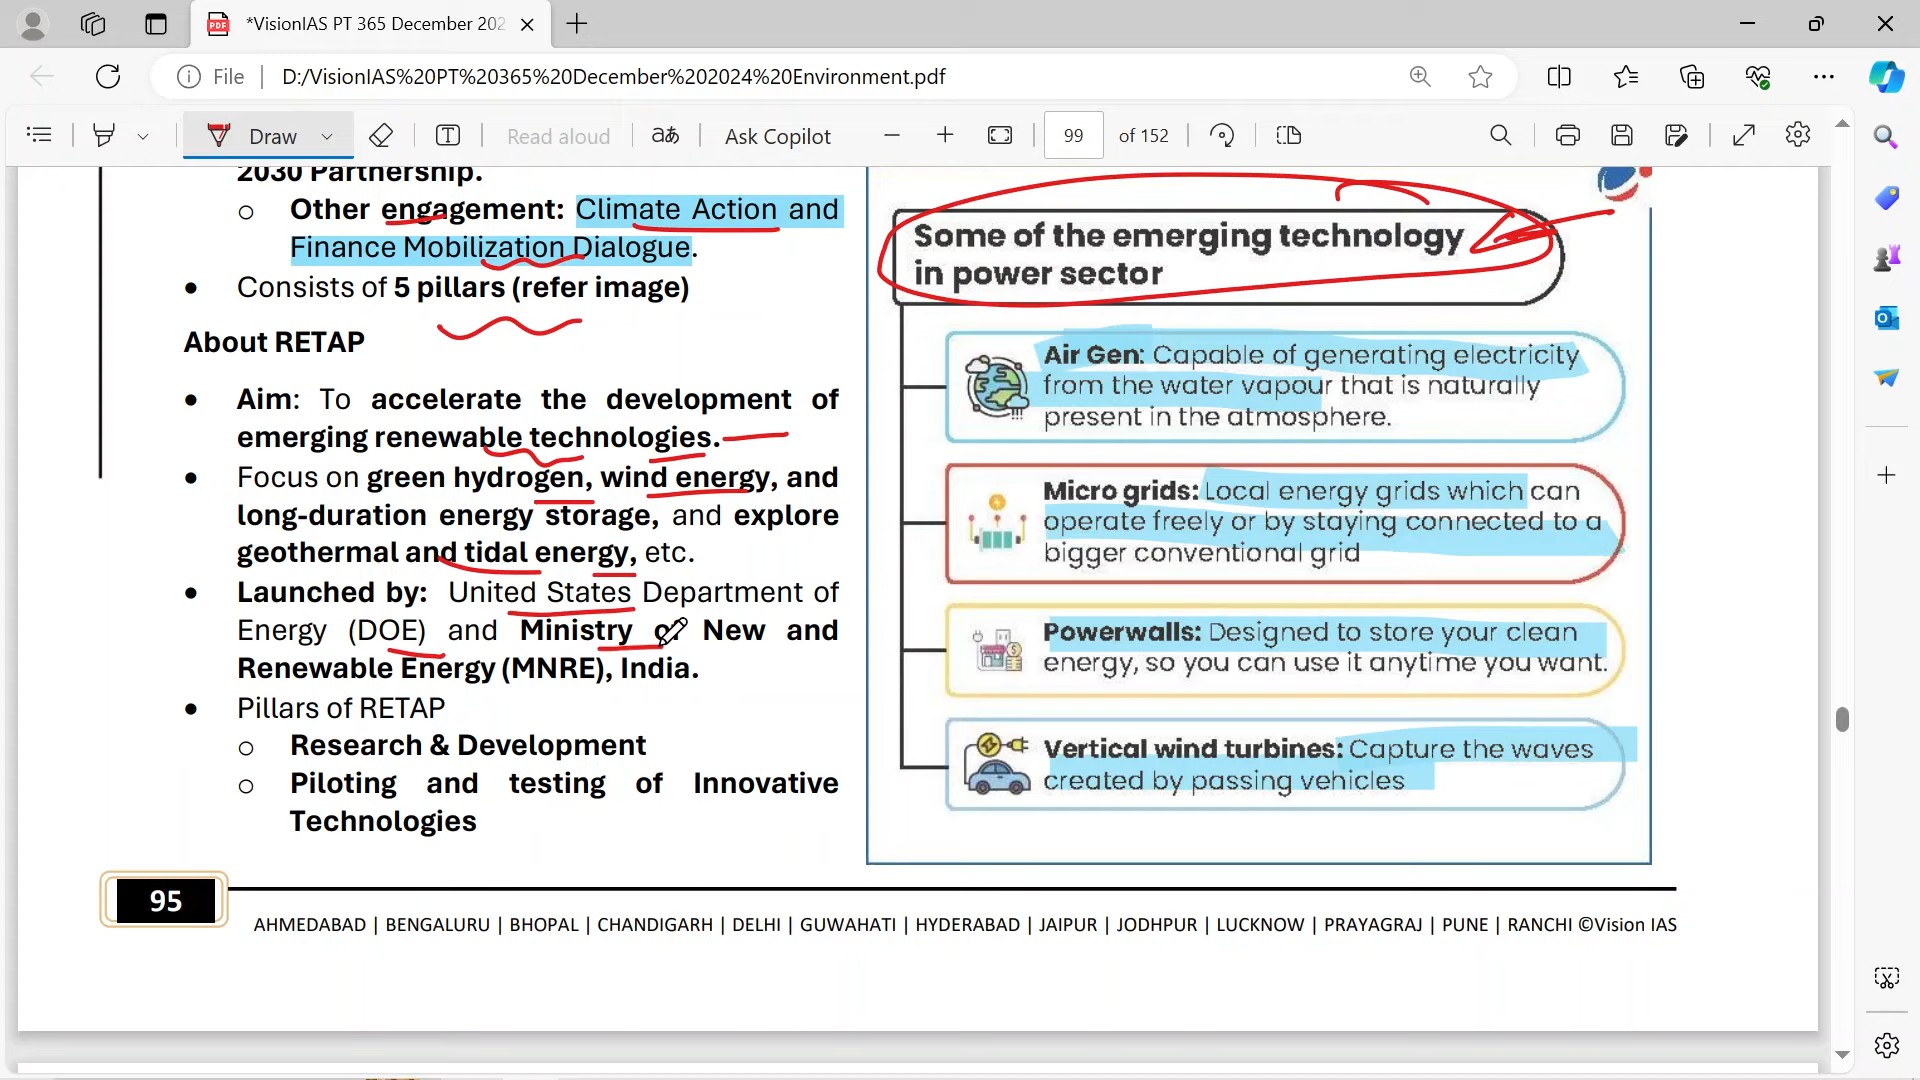 *VisionIAS PT 365 December 202
File
D:/VisionIAS%20PT%20365%20December%202024%20Environment.pdf
Draw
Read aloud
aあ
Ask Copilot
99
of 152
2030 Partnership.
Other engagement: Climate Action and
Finance Mobilization Dialogue.
Consists of 5 pillars (refer image)
About RETAP
Aim: To accelerate the development of
emerging renewable technologies.
Focus on green hydrogen, wind energy, and
long-duration energy storage, and explore
geothermal and tidal energy, etc.
Launched by: United States Department of
Energy (DOE) and Ministry of New and
Renewable Energy (MNRE), India.
Pillars of RETAP
Research & Development
Piloting and testing of Innovative
Technologies
Some of the emerging technology
in power sector
Air Gen: Capable of generating electricity
from the water vapour that is naturally
present in the atmosphere.
Micro grids: Local energy grids which can
operate freely or by staying connected to a
bigger conventional grid
Powerwalls: Designed to store your clean
energy, so you can use it anytime you want.
Vertical wind turbines: Capture the waves
created by passing vehicles
95
AHMEDABAD | BENGALURU | BHOPAL | CHANDIGARH | DELHI | GUWAHATI | HYDERABAD | JAIPUR | JODHPUR | LUCKNOW | PRAYAGRAJ | PUNE | RANCHI ©Vision IAS